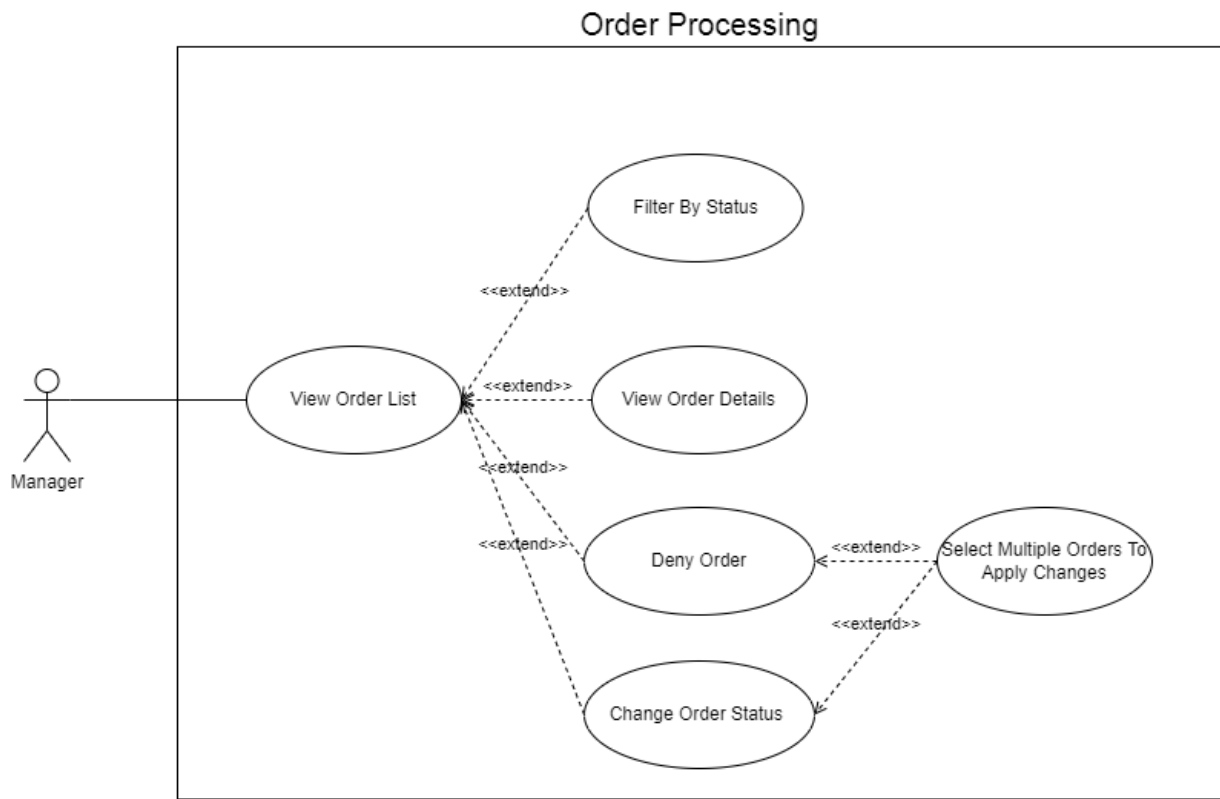 Order Processing
Filter By Status
<<extend>>
View Order List
<<extend>>
View Order Details
Manager
<<extend>>
<<extend>>
Deny Order
<<extend>>
Select Multiple Orders To
Apply Changes
<<extend>>
Change Order Status